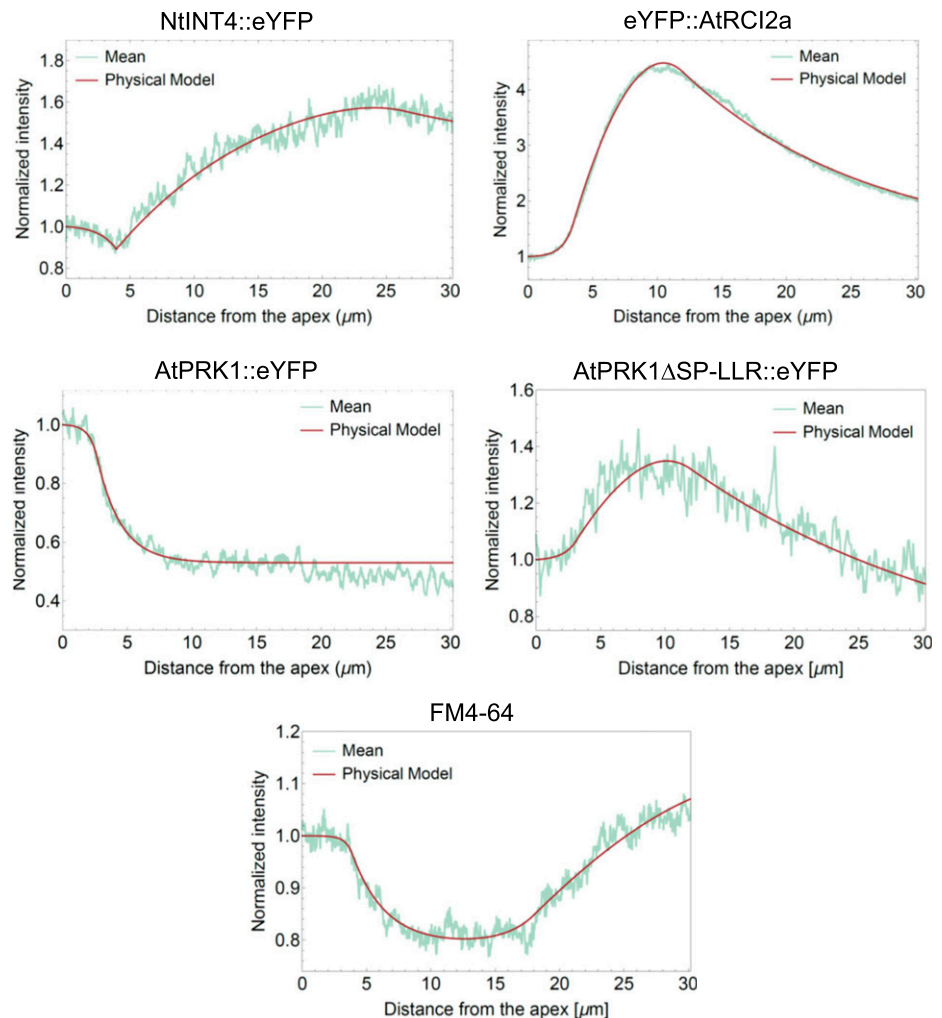 NtINT4::eYFP
Normalized intensity
1.8
1.6
1.4
1.2
1.0
0.8
Mean
Physical Model
0 5 10 15 20 25 30
Distance from the apex (μm)
eYFP::AtRCI2a
Normalized intensity
4
3
2
1
Mean
Physical Model
0 5 10 15 20 25 30
Distance from the apex (μm)
AtPRK1::eYFP
Normalized intensity
1.0
0.8
0.6
0.4
Mean
Physical Model
0 5 10 15 20 25 30
Distance from the apex (μm)
AtPRK1ΔSP-LLR::eYFP
Normalized intensity
1.6
1.4
1.2
1.0
0.8
Mean
Physical Model
0 5 10 15 20 25 30
Distance from the apex [μm]
FM4-64
Normalized intensity
1.2
1.1
1.0
0.9
0.8
Mean
Physical Model
0 5 10 15 20 25 30
Distance from the apex [μm]